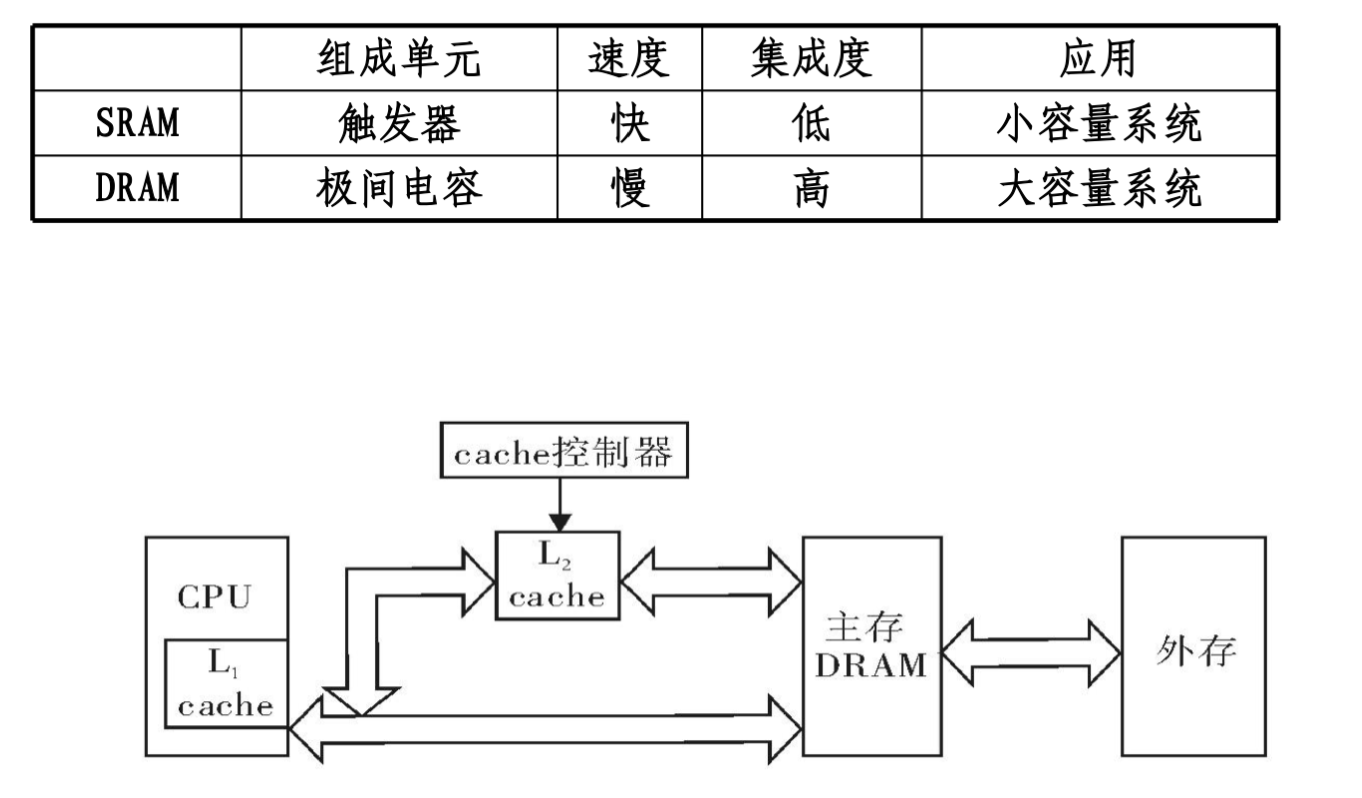 组成单元 速度 集成度 应用
SRAM 触发器 快 低 小容量系统
DRAM 极间电容 慢 高 大容量系统
cache控制器
L₂
cache
CPU
L₁
cache
主存
DRAM
外存